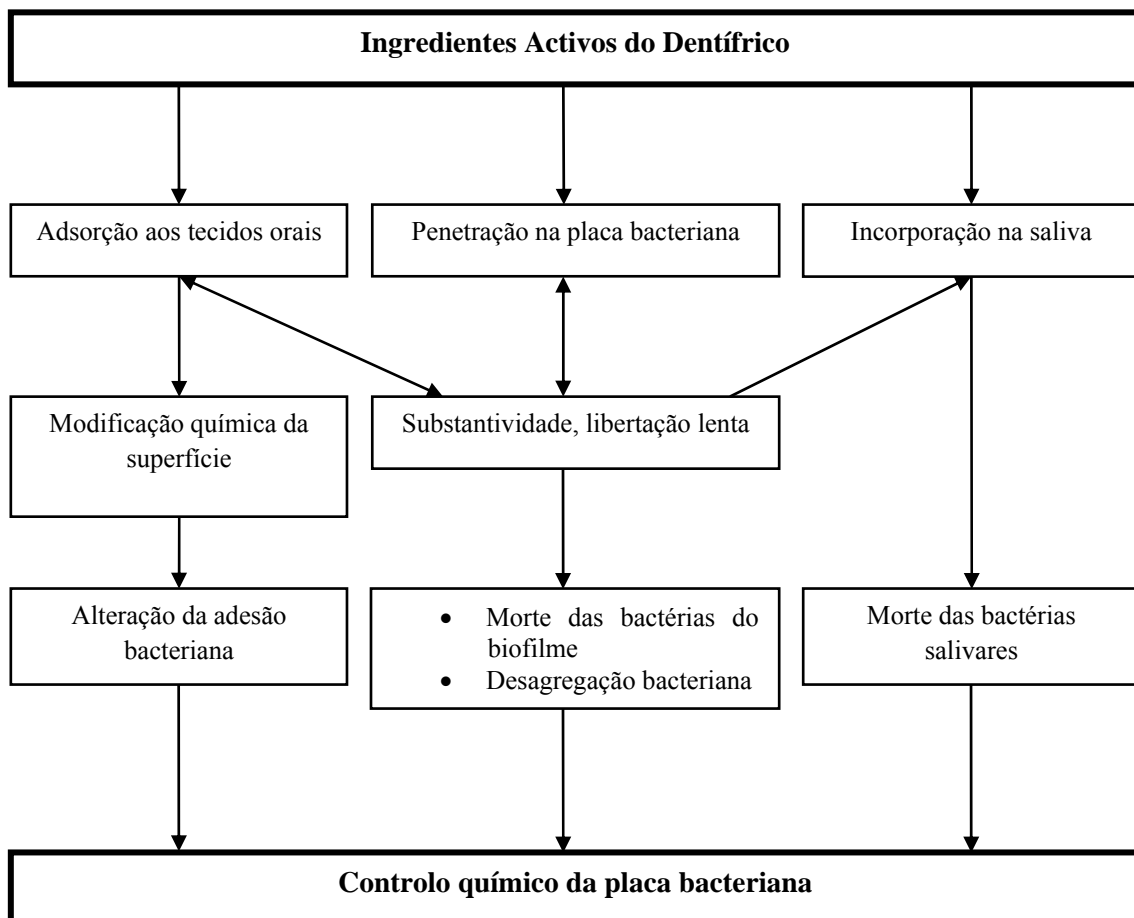 Ingredientes Activos do Dentífrico
Adsorção aos tecidos orais
Penetração na placa bacteriana
Incorporação na saliva
Modificação química da
superfície
Substantividade, libertação lenta
Alteração da adesão
bacteriana
• Morte das bactérias do
biofilme
• Desagregação bacteriana
Morte das bactérias
salivares
Controlo químico da placa bacteriana